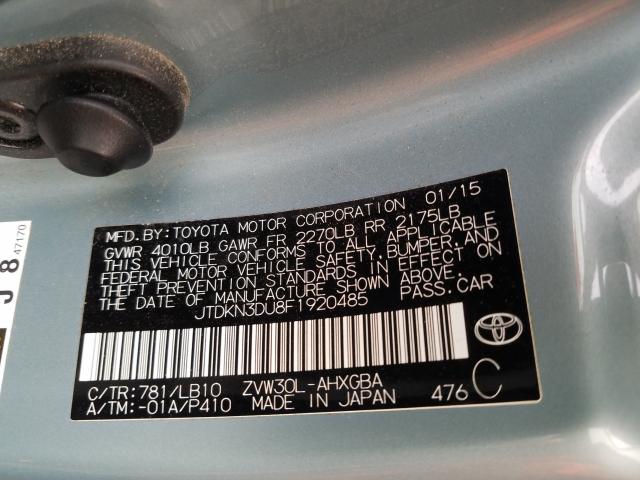 MFD.BY:TOYOTA MOTOR CORPORATION 01/15
GVWR 4010LB GAWR FR 2270LB RR 2175LB
THIS VEHICLE CONFORMS TO ALL APPLICABLE
FEDERAL MOTOR VEHICLE SAFETY,BUMPER,AND
THEFT PREVENTION STANDARDS IN EFFECT ON
THE DATE OF MANUFACTURE SHOWN ABOVE.
JTDKN3DU8F1920485 PASS.CAR
C/TR:781/LB10 ZVW30L-AHXGBA
A/TM:-01A/P410 MADE IN JAPAN 476 C
J 8
47170